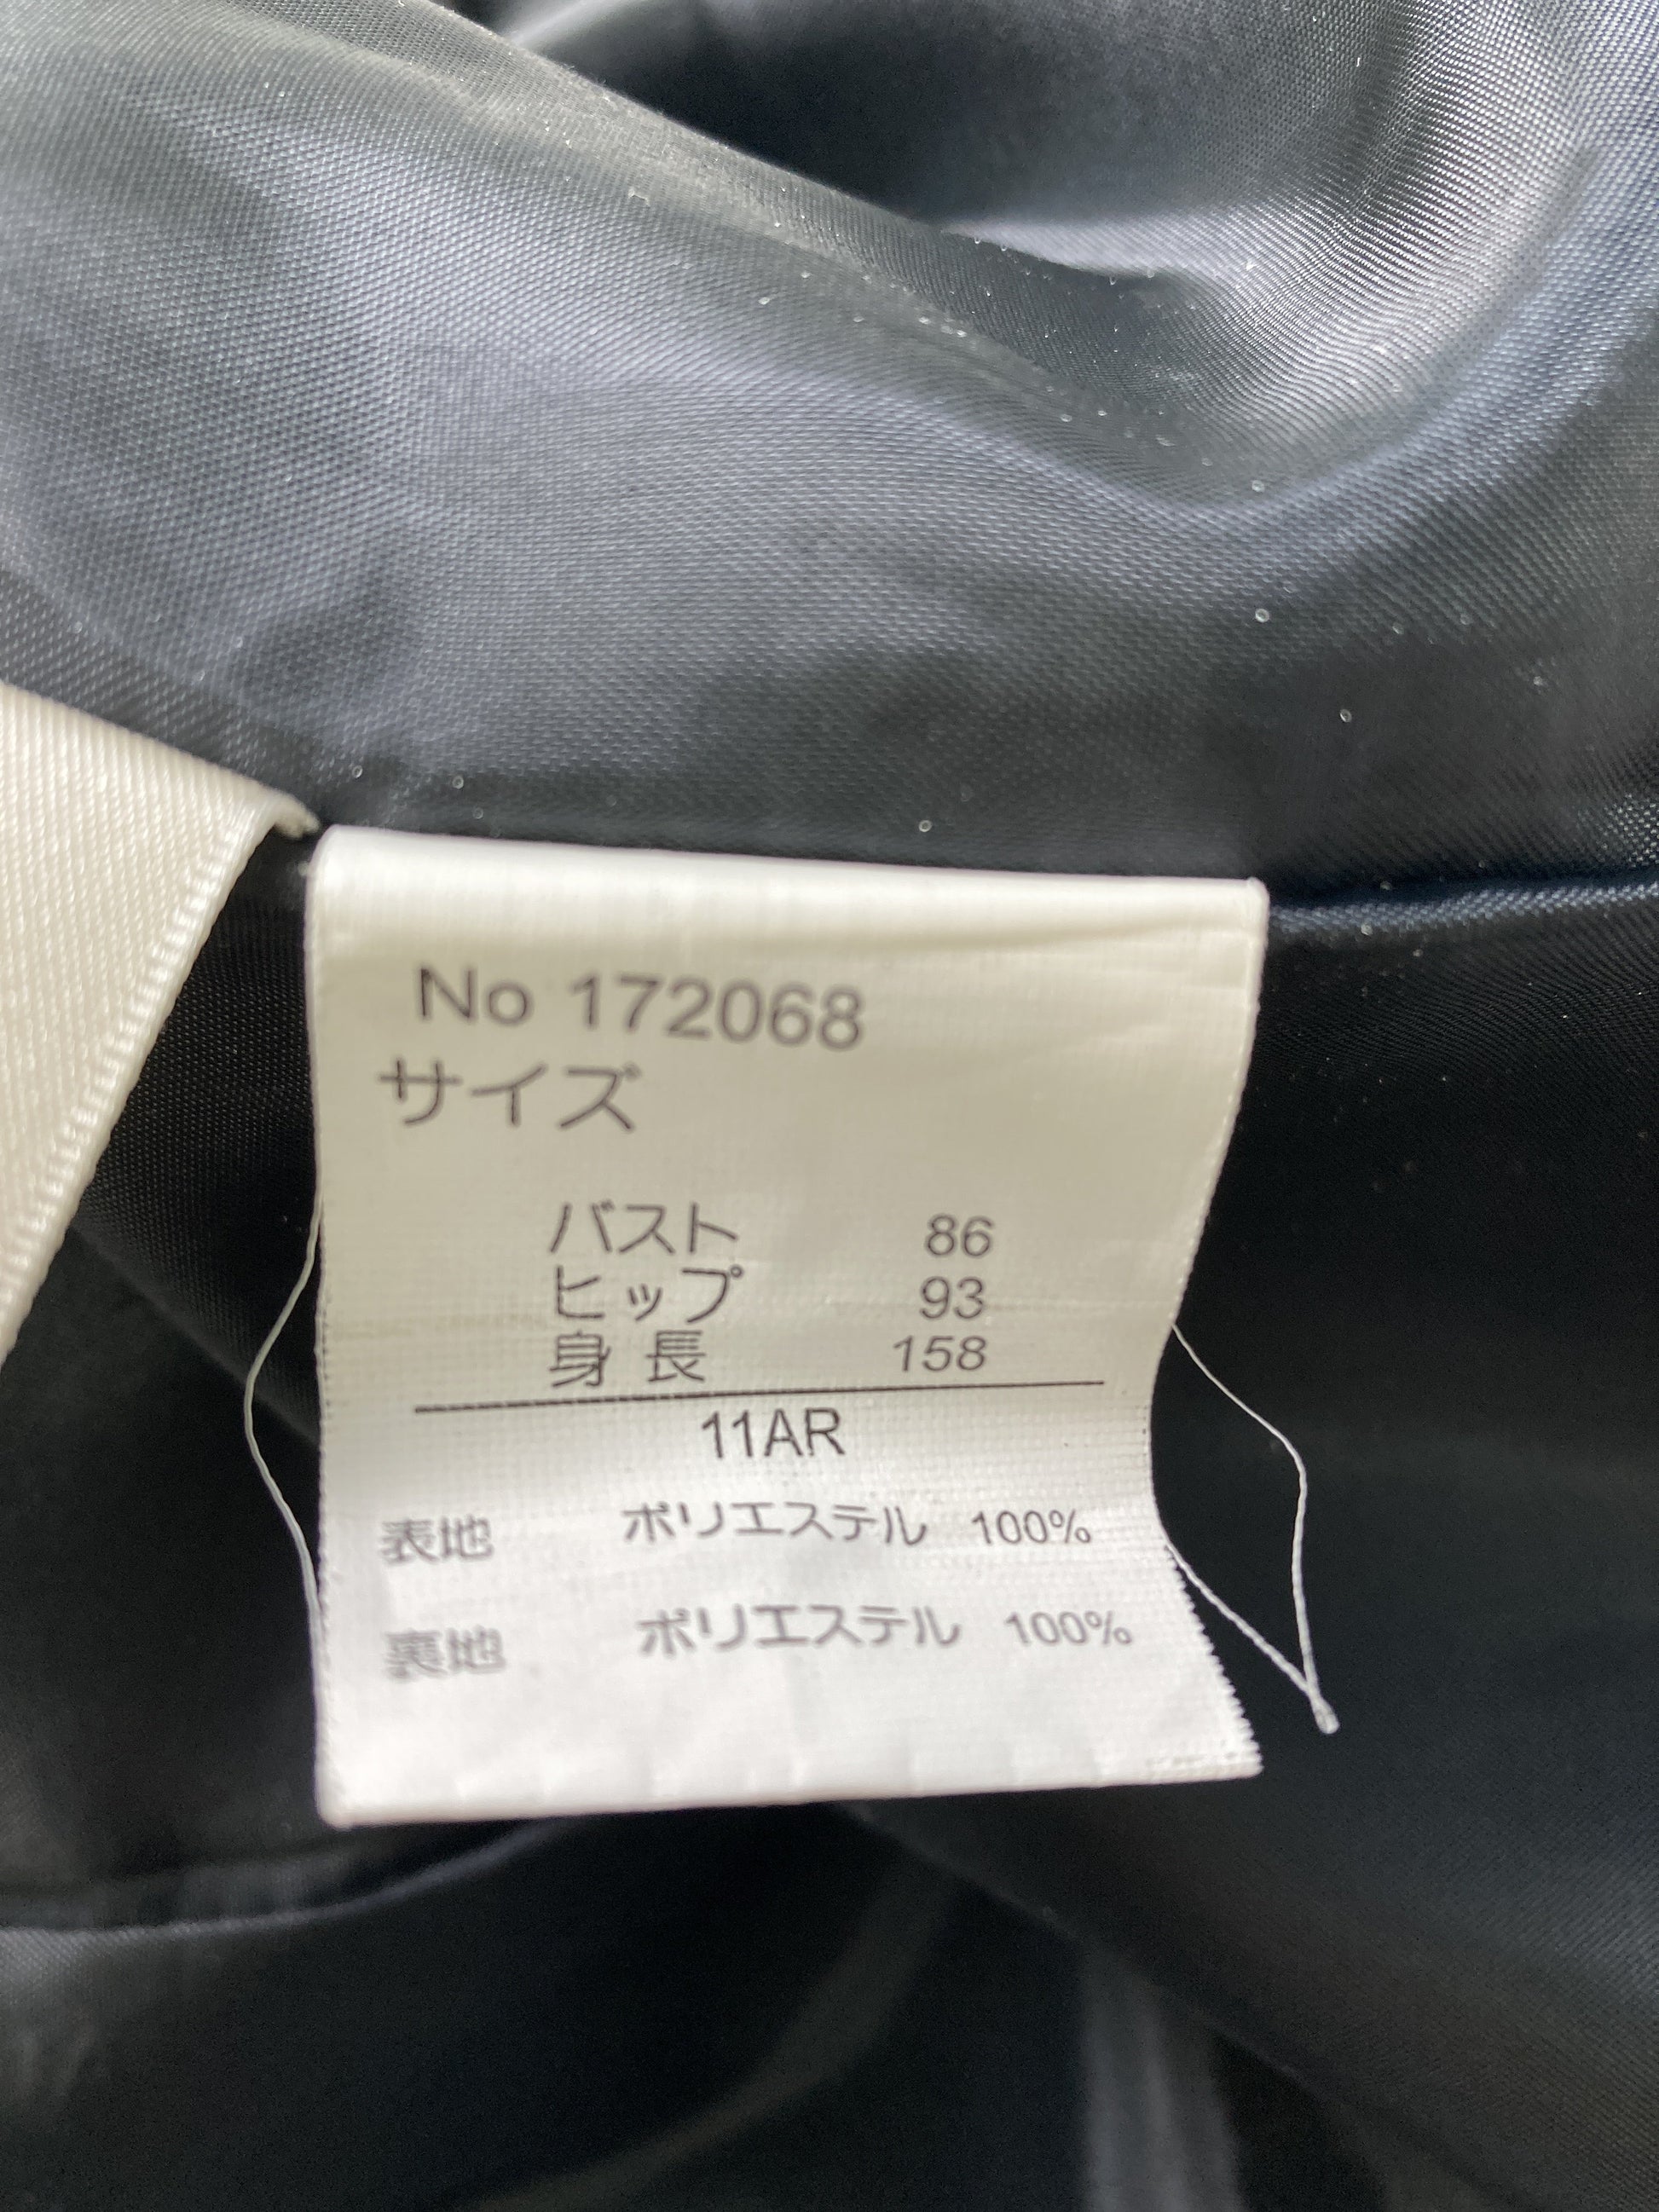 No 172068
サイズ
バスト 86
ヒップ 93
身長 158
11AR
表地 ポリエステル 100%
裏地 ポリエステル 100%